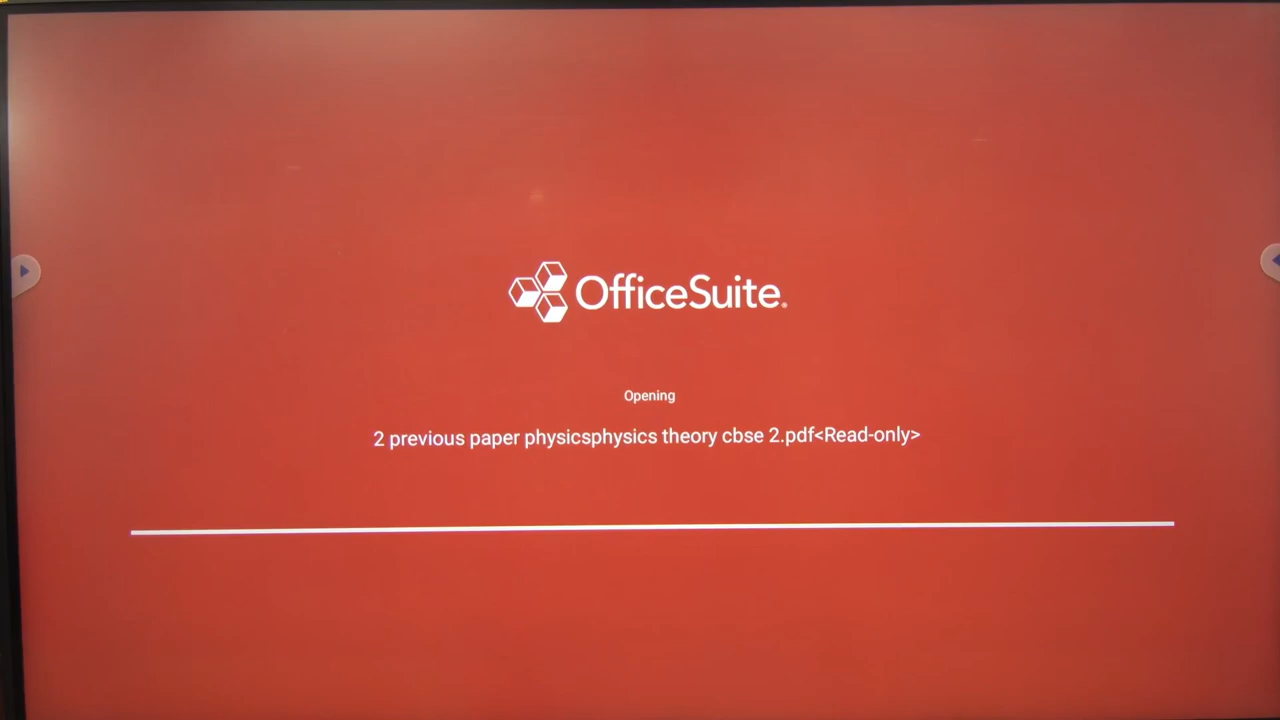 OfficeSuite®
Opening
2 previous paper physicsphysics theory cbse 2.pdf<Read-only>